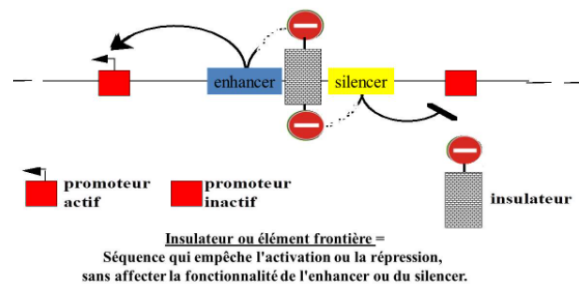 enhancer
silencer
promoteur
actif
promoteur
inactif
insulateur
Insulateur ou élément frontière =
Séquence qui empêche l'activation ou la répression,
sans affecter la fonctionnalité de l'enhancer ou du silencer.